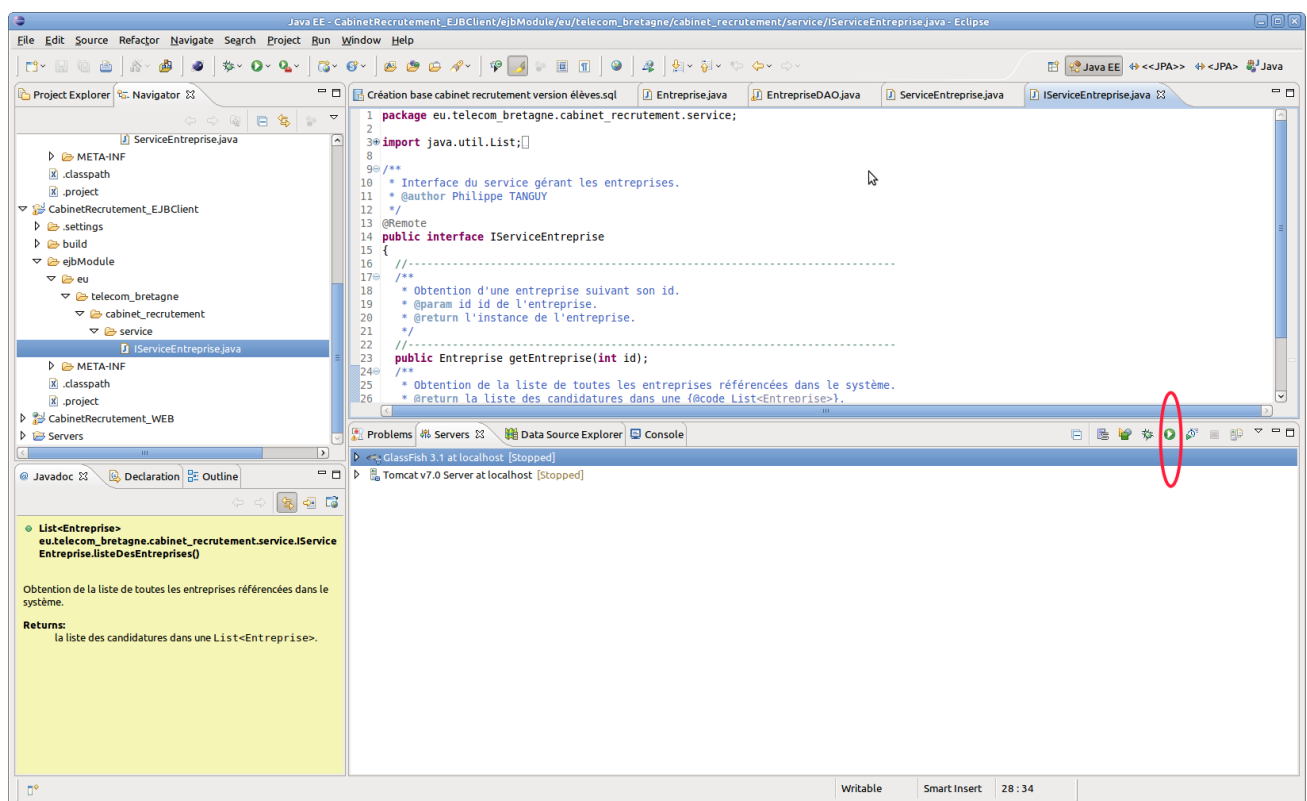 Java EE - CabinetRecrutement_EJBClient/ejbModule/eu/telecom_bretagne/cabinet_recrutement/service/IServiceEntreprise.java - Eclipse
File Edit Source Refactor Navigate Search Project Run Window Help
Java EE <<JPA>> <JPA> Java
Project Explorer Navigator
ServiceEntreprise.java
META-INF
.classpath
.project
CabinetRecrutement_EJBClient
.settings
build
ejbModule
eu
telecom_bretagne
cabinet_recrutement
service
IServiceEntreprise.java
META-INF
.classpath
.project
CabinetRecrutement_WEB
Servers
Création base cabinet recrutement version élèves.sql Entreprise.java EntrepriseDAO.java ServiceEntreprise.java IServiceEntreprise.java
1 package eu.telecom_bretagne.cabinet_recrutement.service;
2
3 import java.util.List;
8
9 /**
10 * Interface du service gérant les entreprises.
11 * @author Philippe TANGUY
12 */
13 @Remote
14 public interface IServiceEntreprise
15 {
16 //-----------------------------------------------------------------------------
17 /**
18 * Obtention d'une entreprise suivant son id.
19 * @param id id de l'entreprise.
20 * @return l'instance de l'entreprise.
21 */
22 //-----------------------------------------------------------------------------
23 public Entreprise getEntreprise(int id);
24 /**
25 * Obtention de la liste de toutes les entreprises référencées dans le système.
26 * @return la liste des candidatures dans une {@code List<Entreprise>}.
Problems Servers Data Source Explorer Console
GlassFish 3.1 at localhost [Stopped]
Tomcat v7.0 Server at localhost [Stopped]
@ Javadoc Declaration Outline
List<Entreprise>
eu.telecom_bretagne.cabinet_recrutement.service.IService
Entreprise.listeDesEntreprises()
Obtention de la liste de toutes les entreprises référencées dans le
système.
Returns:
la liste des candidatures dans une List<Entreprise>.
Writable Smart Insert 28 : 34